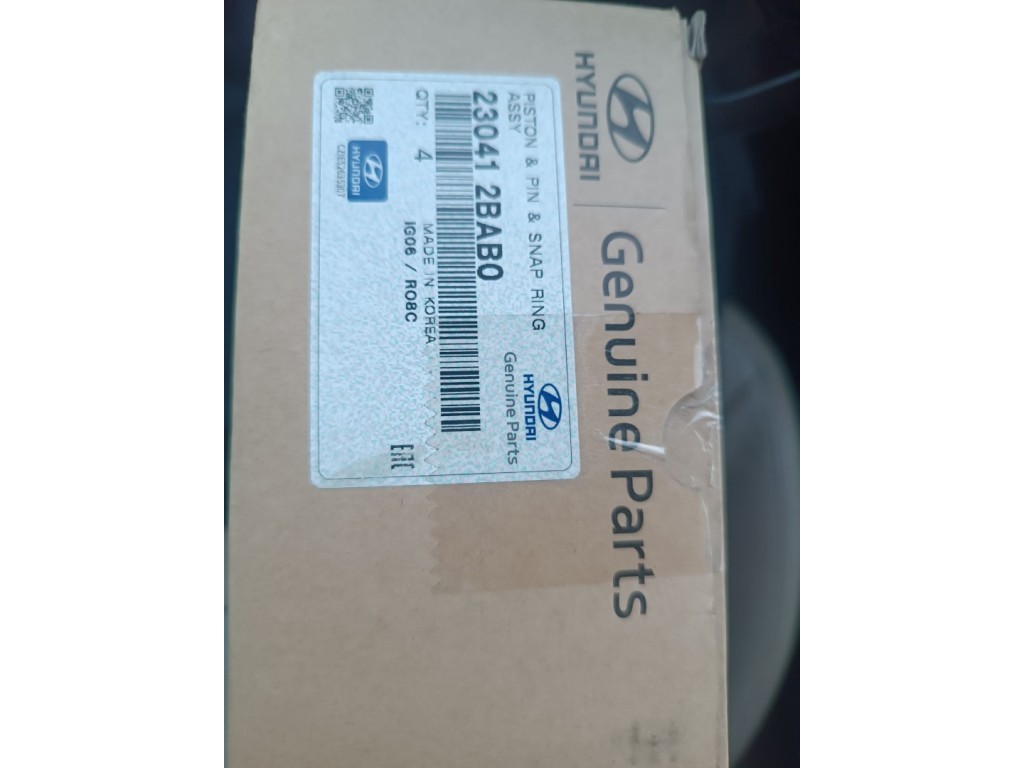 HYUNDAI
Genuine Parts
PISTON & PIN & SNAP RING
ASSY
HYUNDAI
Genuine Parts
23041 2BAB0
QTY: 4
MADE IN KOREA
IG06 / R08C
HYUNDAI
EAC